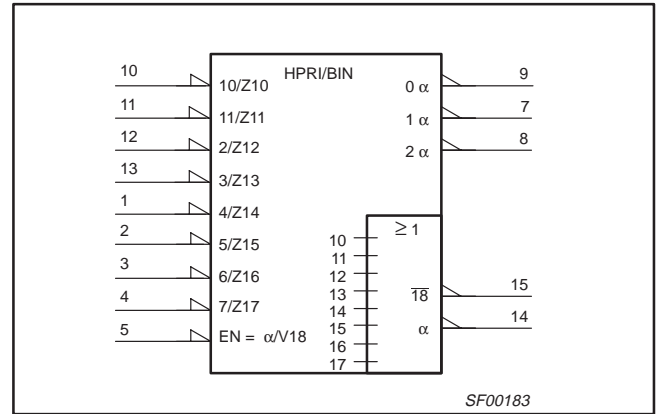 HPRI/BIN
10 10/Z10 0 α 9
11 11/Z11 1 α 7
12 2/Z12 2 α 8
13 3/Z13
1 4/Z14
2 5/Z15
3 6/Z16
4 7/Z17
5 EN = α/V18
≥ 1
10
11
12
13
14
15
16
17
18 15
α 14
SF00183